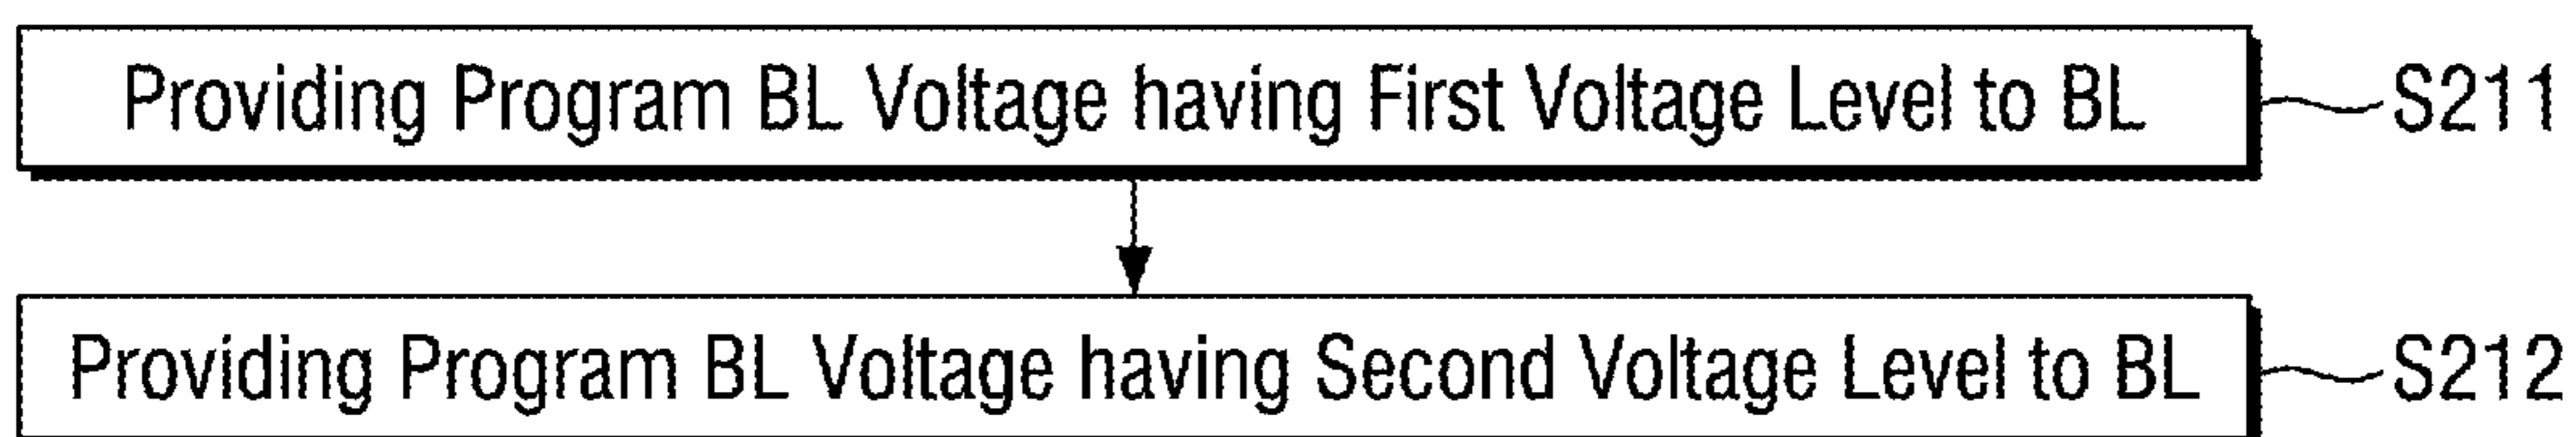 Providing Program BL Voltage having First Voltage Level to BL S211
Providing Program BL Voltage having Second Voltage Level to BL S212